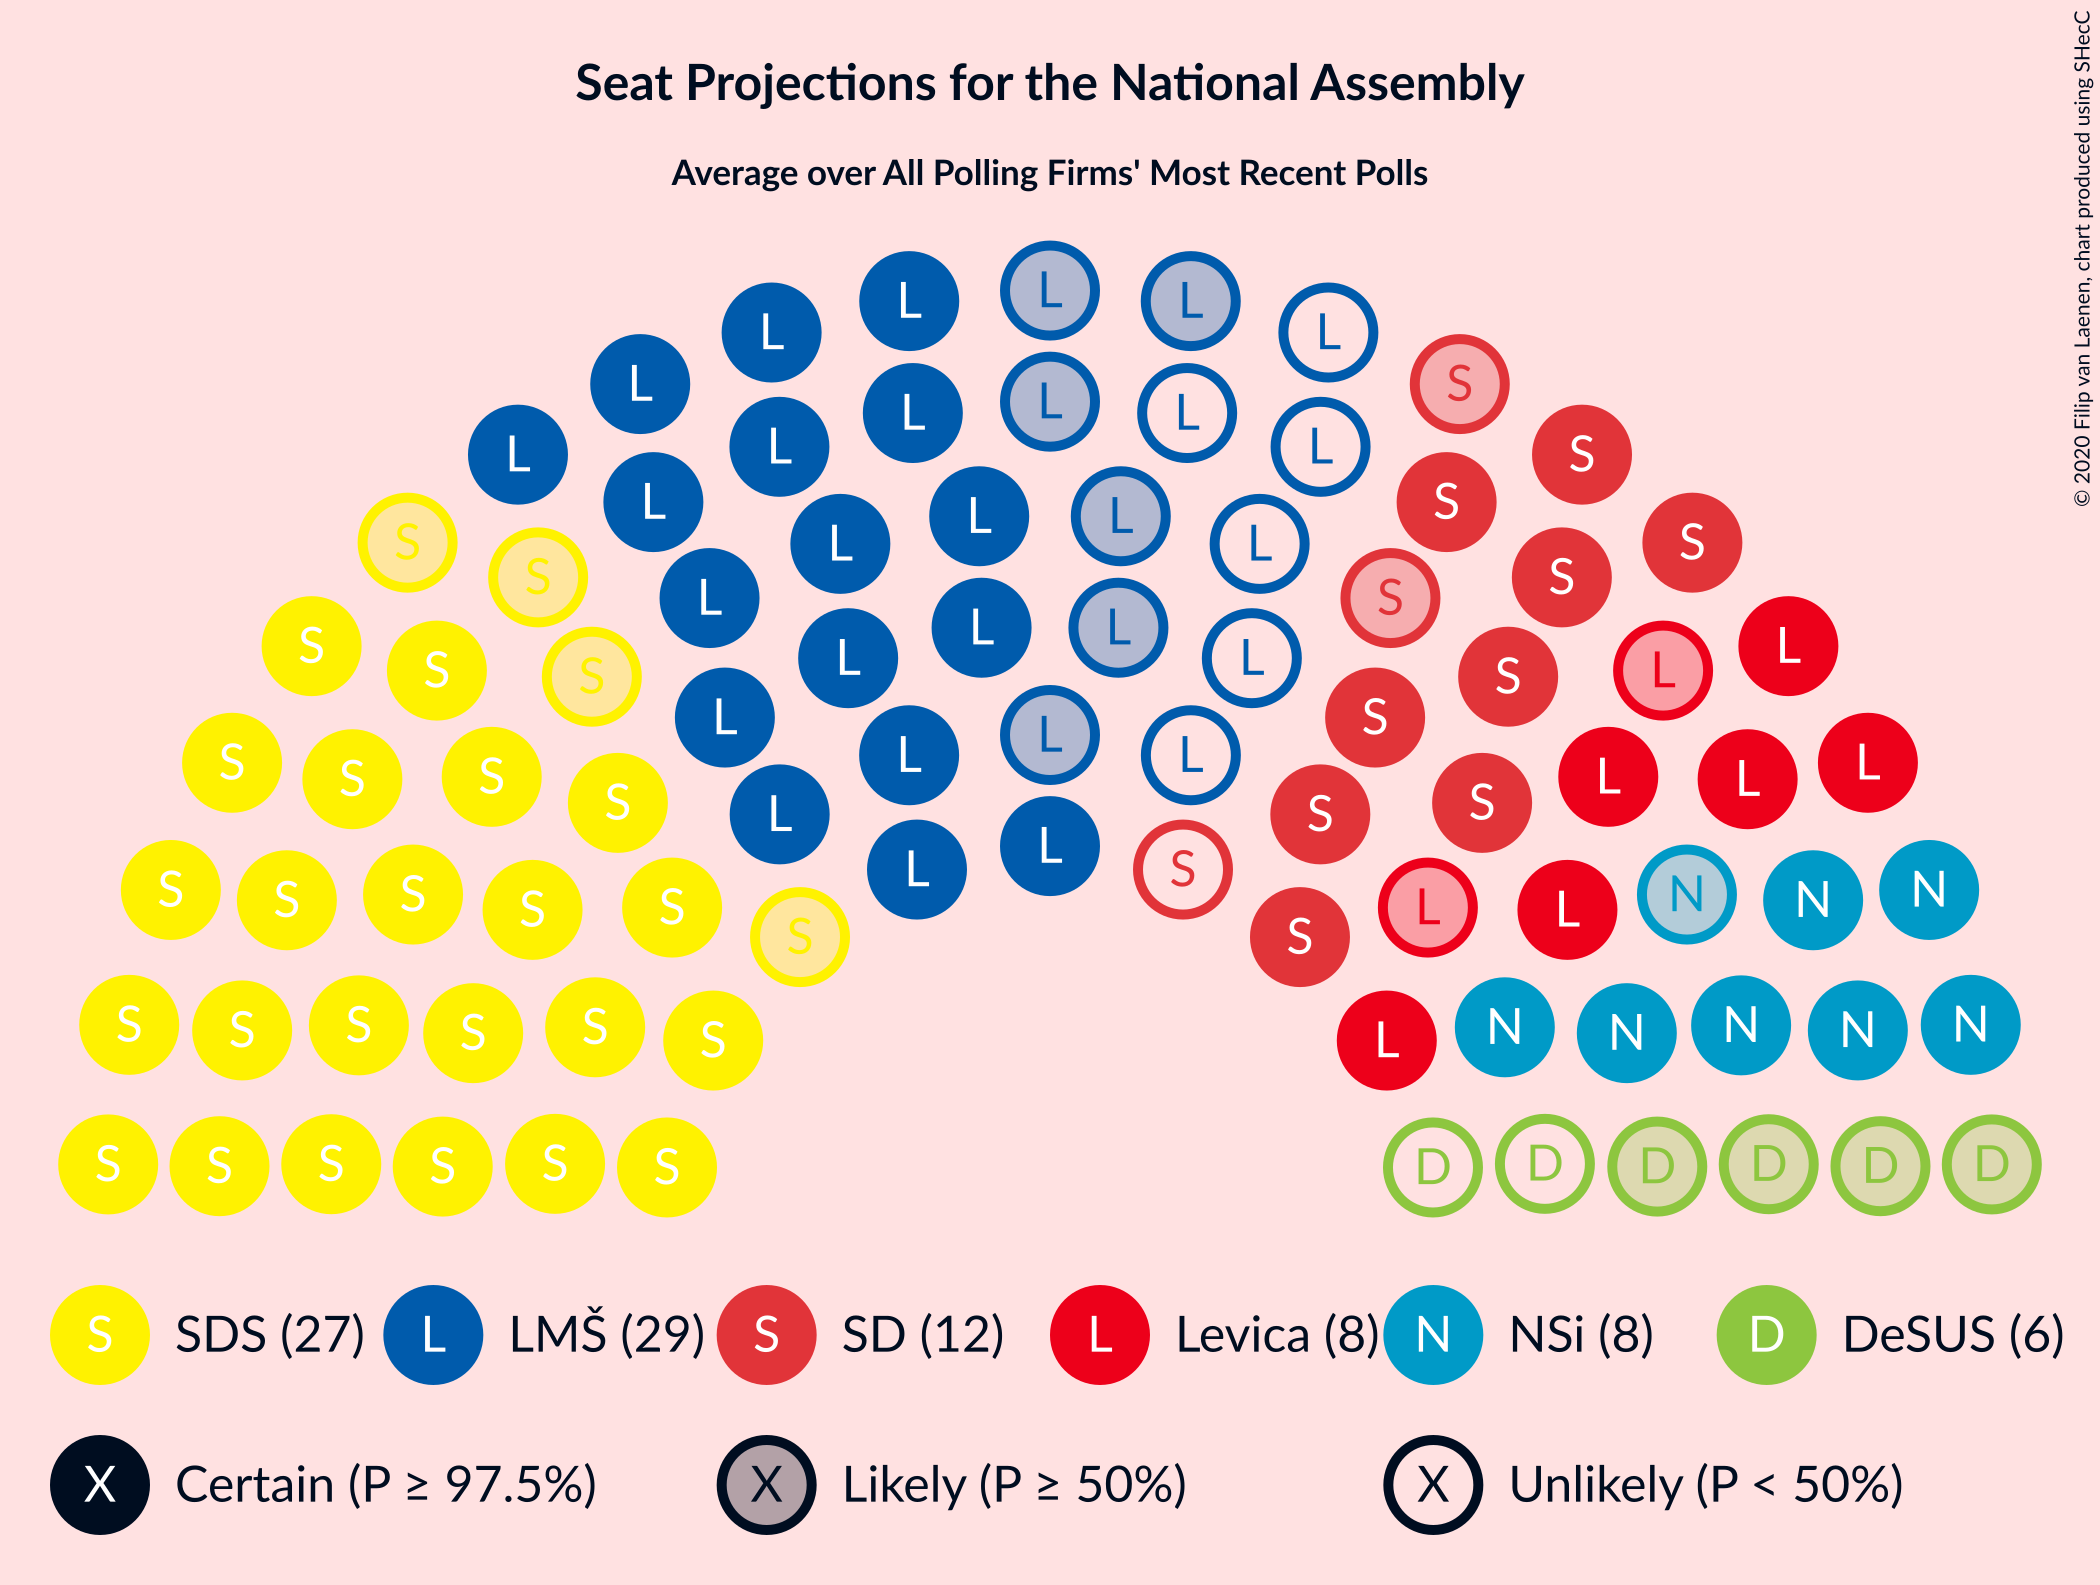 Seat Projections for the National Assembly
Average over All Polling Firms' Most Recent Polls
© 2020 Filip van Laenen, chart produced using SHecC
L L L
L L S
L L L
L S
L L L L S S
S L L L L S S
S L S S
S S L L L L L
S L L S S
S S L L L S L L L
S S S S L S S L N N N
S S S S S S L L S S L L
S S S S S S L N N N N N
S S S S S S D D D D D D
S SDS (27) L LMŠ (29) S SD (12) L Levica (8) N NSi (8) D DeSUS (6)
X Certain (P ≥ 97.5%) X Likely (P ≥ 50%) X Unlikely (P < 50%)